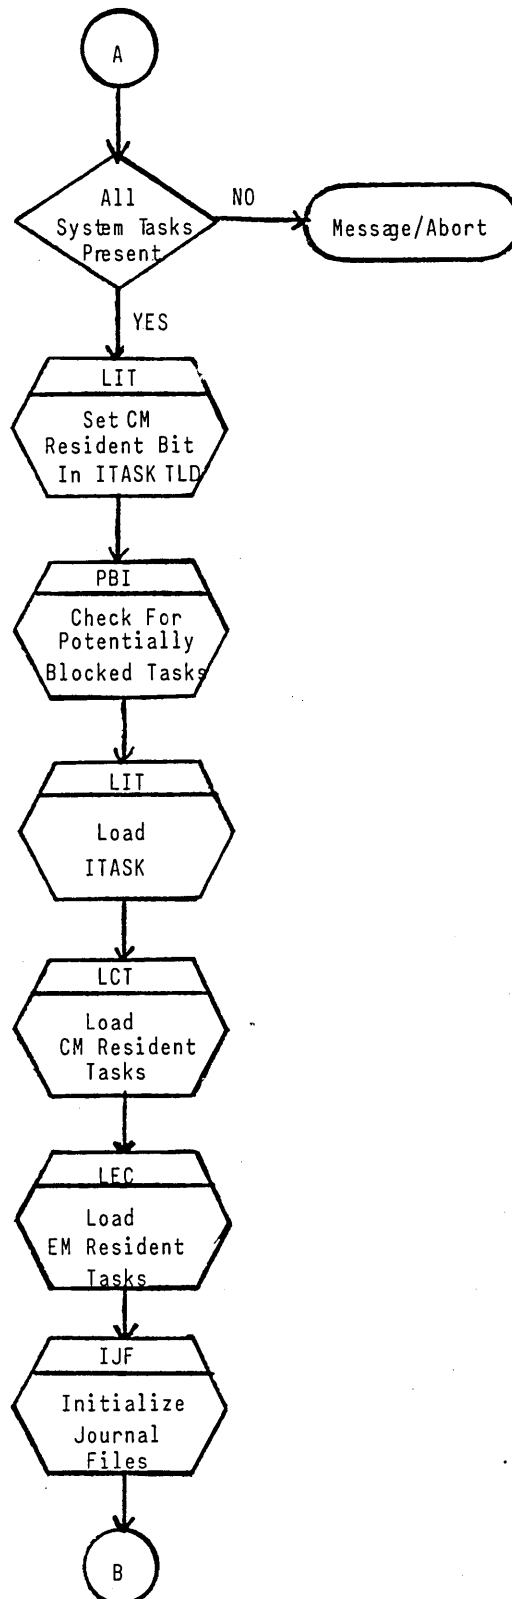 A
All
System Tasks
Present
NO
Message/Abort
YES
LIT
Set CM
Resident Bit
In ITASK TLD
PBI
Check For
Potentially
Blocked Tasks
LIT
Load
ITASK
LCT
Load
CM Resident
Tasks
LEC
Load
EM Resident
Tasks
IJF
Initialize
Journal
Files
B